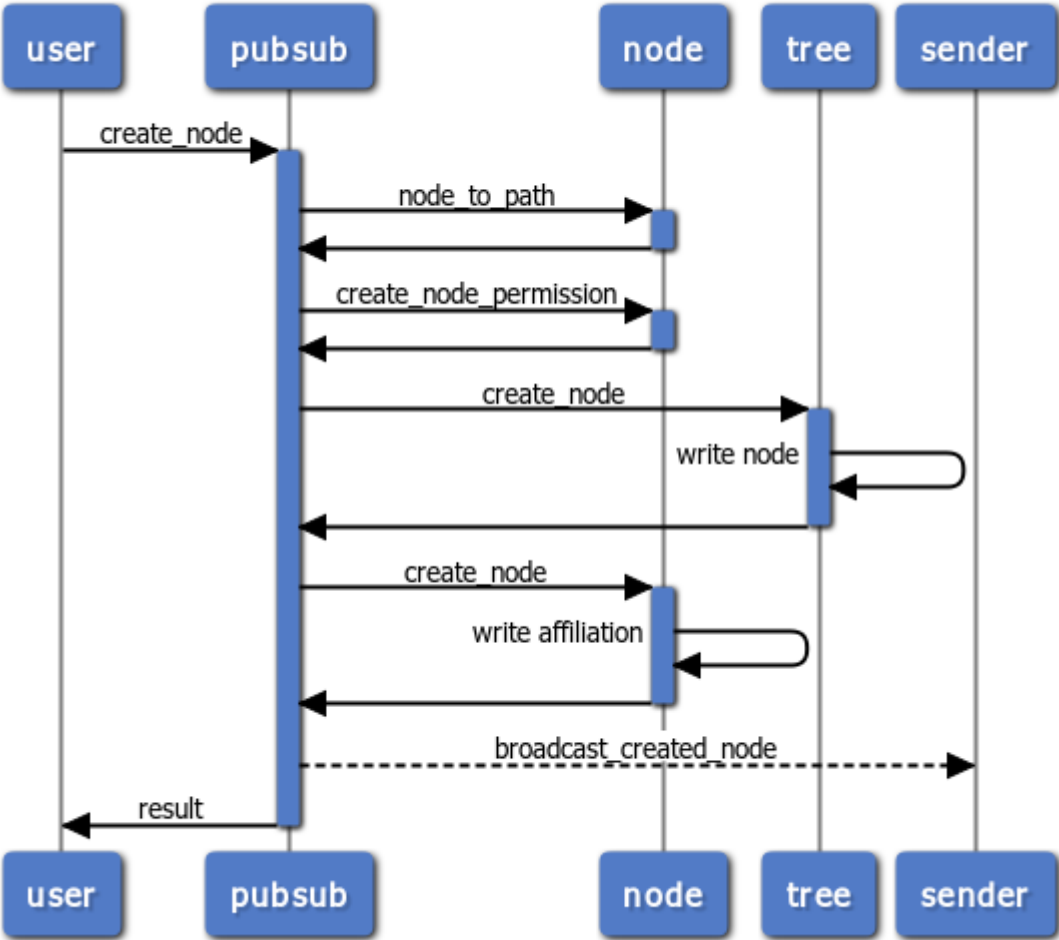 user
pubsub
node
tree
sender
create_node
node_to_path
create_node_permission
create_node
write node
create_node
write affiliation
broadcast_created_node
result
user
pubsub
node
tree
sender